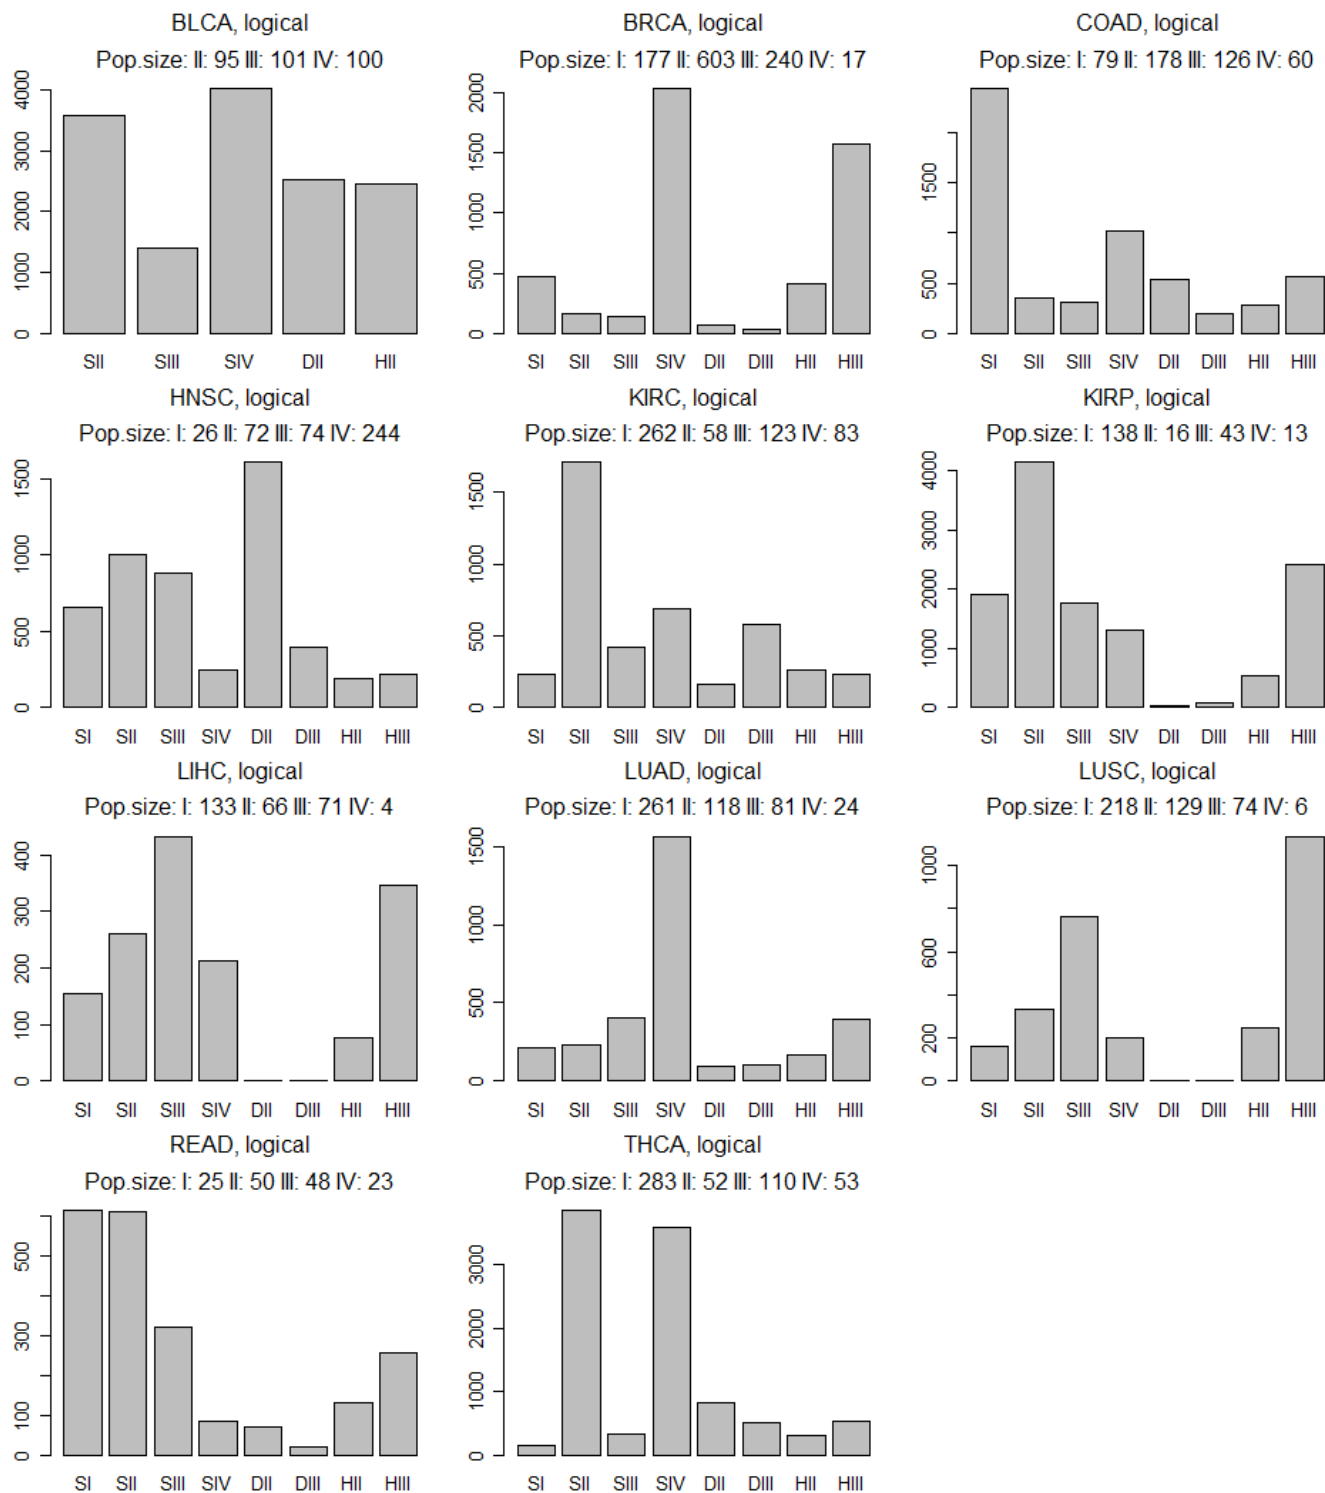 BLCA, logical
Pop.size: II: 95 III: 101 IV: 100
4000
3000
2000
1000
0
SII SIII SIV DII HII
BRCA, logical
Pop.size: I: 177 II: 603 III: 240 IV: 17
2000
1500
1000
500
0
SI SII SIII SIV DII DIII HII HIII
COAD, logical
Pop.size: I: 79 II: 178 III: 126 IV: 60
1500
500
0
SI SII SIII SIV DII DIII HII HIII
HNSC, logical
Pop.size: I: 26 II: 72 III: 74 IV: 244
1500
1000
500
0
SI SII SIII SIV DII DIII HII HIII
KIRC, logical
Pop.size: I: 262 II: 58 III: 123 IV: 83
1500
1000
500
0
SI SII SIII SIV DII DIII HII HIII
KIRP, logical
Pop.size: I: 138 II: 16 III: 43 IV: 13
4000
3000
2000
1000
0
SI SII SIII SIV DII DIII HII HIII
LIHC, logical
Pop.size: I: 133 II: 66 III: 71 IV: 4
400
300
200
100
0
SI SII SIII SIV DII DIII HII HIII
LUAD, logical
Pop.size: I: 261 II: 118 III: 81 IV: 24
1500
1000
500
0
SI SII SIII SIV DII DIII HII HIII
LUSC, logical
Pop.size: I: 218 II: 129 III: 74 IV: 6
1000
600
200
0
SI SII SIII SIV DII DIII HII HIII
READ, logical
Pop.size: I: 25 II: 50 III: 48 IV: 23
500
300
100
0
SI SII SIII SIV DII DIII HII HIII
THCA, logical
Pop.size: I: 283 II: 52 III: 110 IV: 53
3000
2000
1000
0
SI SII SIII SIV DII DIII HII HIII